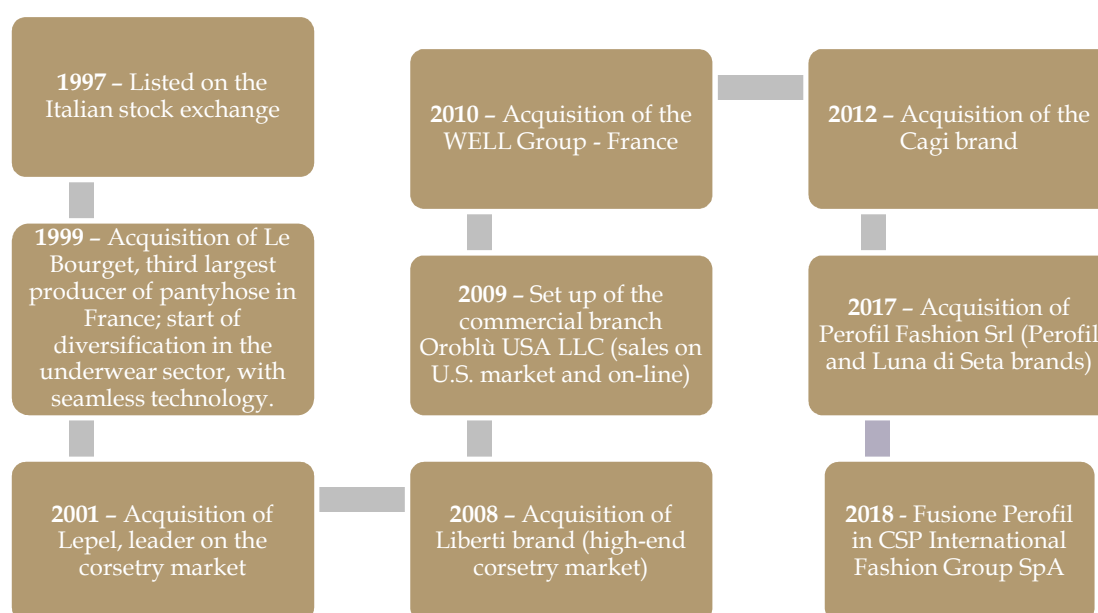 1997 – Listed on the
Italian stock exchange
1999 – Acquisition of Le
Bourget, third largest
producer of pantyhose in
France; start of
diversification in the
underwear sector, with
seamless technology.
2001 – Acquisition of
Lepel, leader on the
corsetry market
2008 – Acquisition of
Liberti brand (high-end
corsetry market)
2009 – Set up of the
commercial branch
Oroblù USA LLC (sales on
U.S. market and on-line)
2010 – Acquisition of the
WELL Group - France
2012 – Acquisition of the
Cagi brand
2017 – Acquisition of
Perofil Fashion Srl (Perofil
and Luna di Seta brands)
2018 - Fusione Perofil
in CSP International
Fashion Group SpA